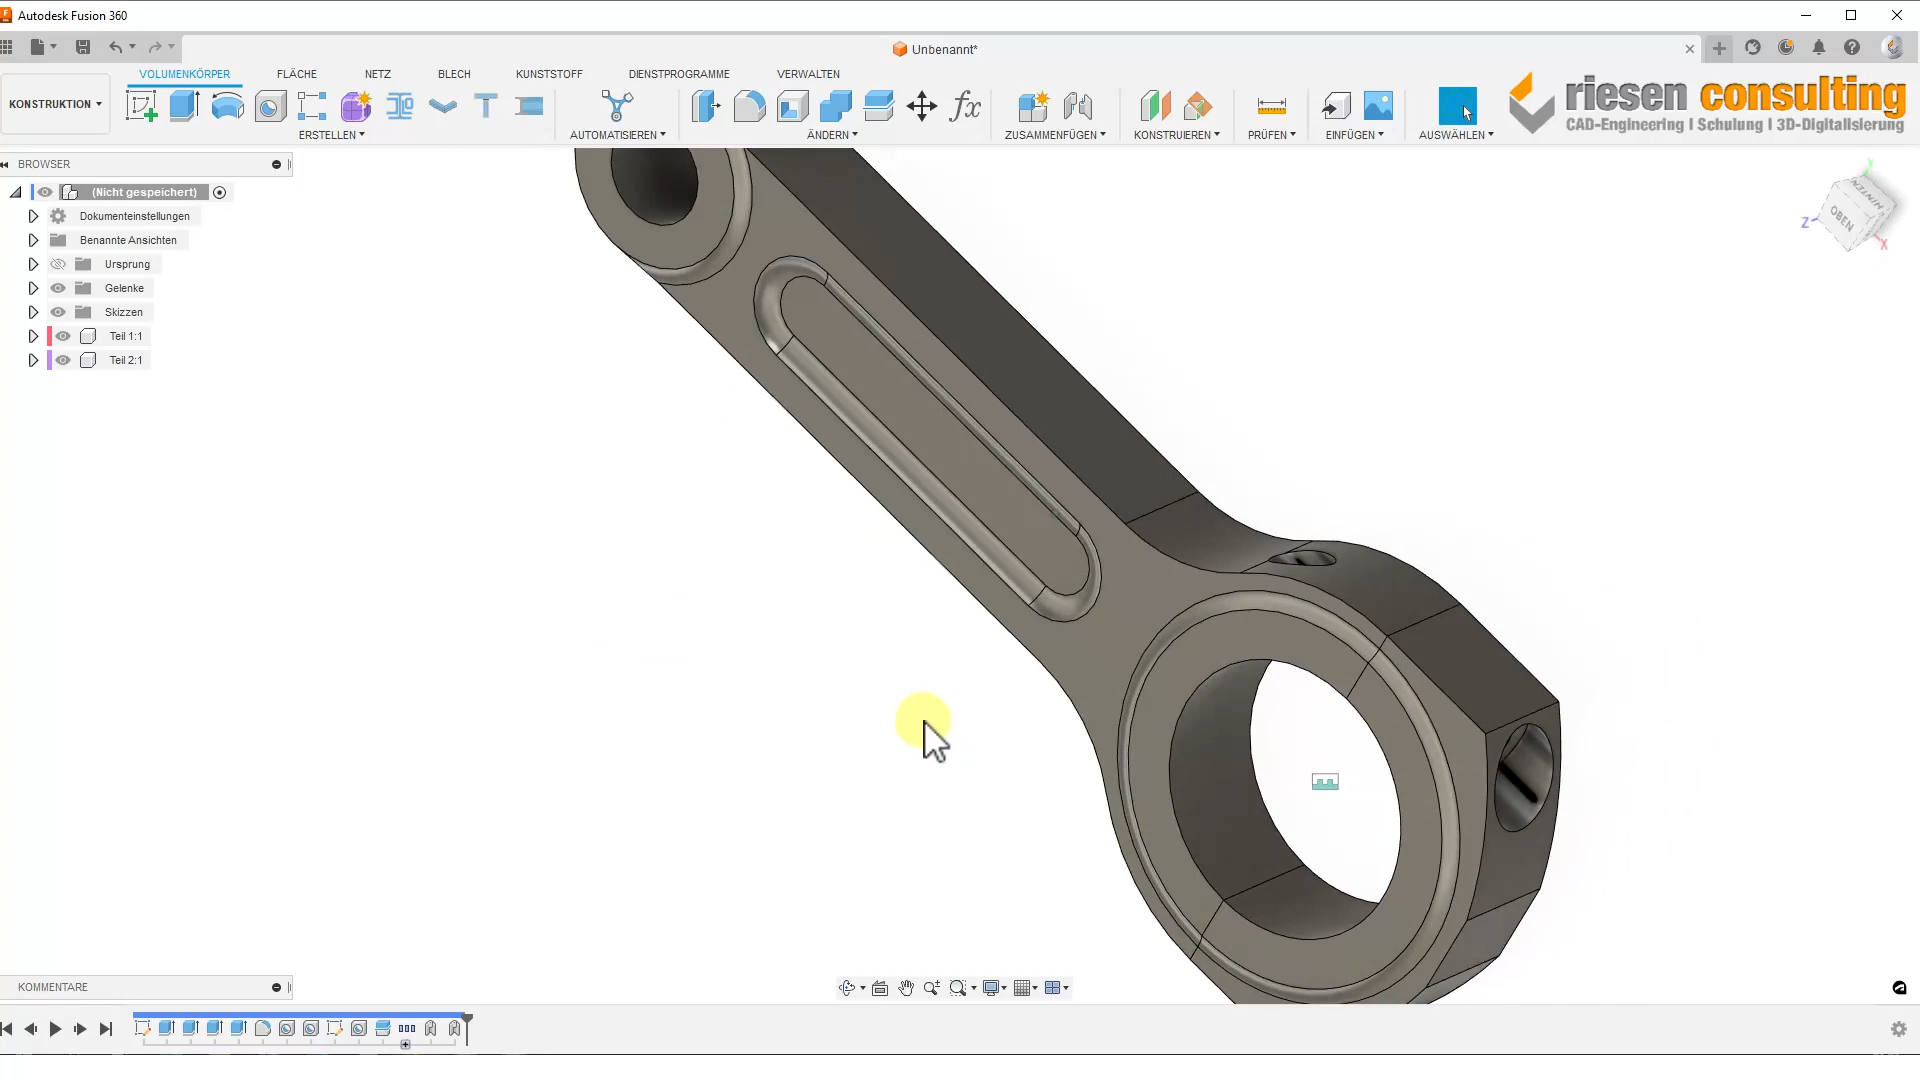 Autodesk Fusion 360
Unbenannt*
VOLUMENKÖRPER
FLÄCHE
NETZ
BLECH
KUNSTSTOFF
DIENSTPROGRAMME
VERWALTEN
KONSTRUKTION
fx
ERSTELLEN
AUTOMATISIEREN
ÄNDERN
ZUSAMMENFÜGEN
KONSTRUIEREN
PRÜFEN
EINFÜGEN
AUSWÄHLEN
riesen consulting
CAD-Engineering I Schulung I 3D-Digitalisierung
BROWSER
(Nicht gespeichert)
Dokumenteinstellungen
Benannte Ansichten
Ursprung
Gelenke
Skizzen
Teil 1:1
Teil 2:1
Y
HINTEN
OBEN
Z
X
KOMMENTARE